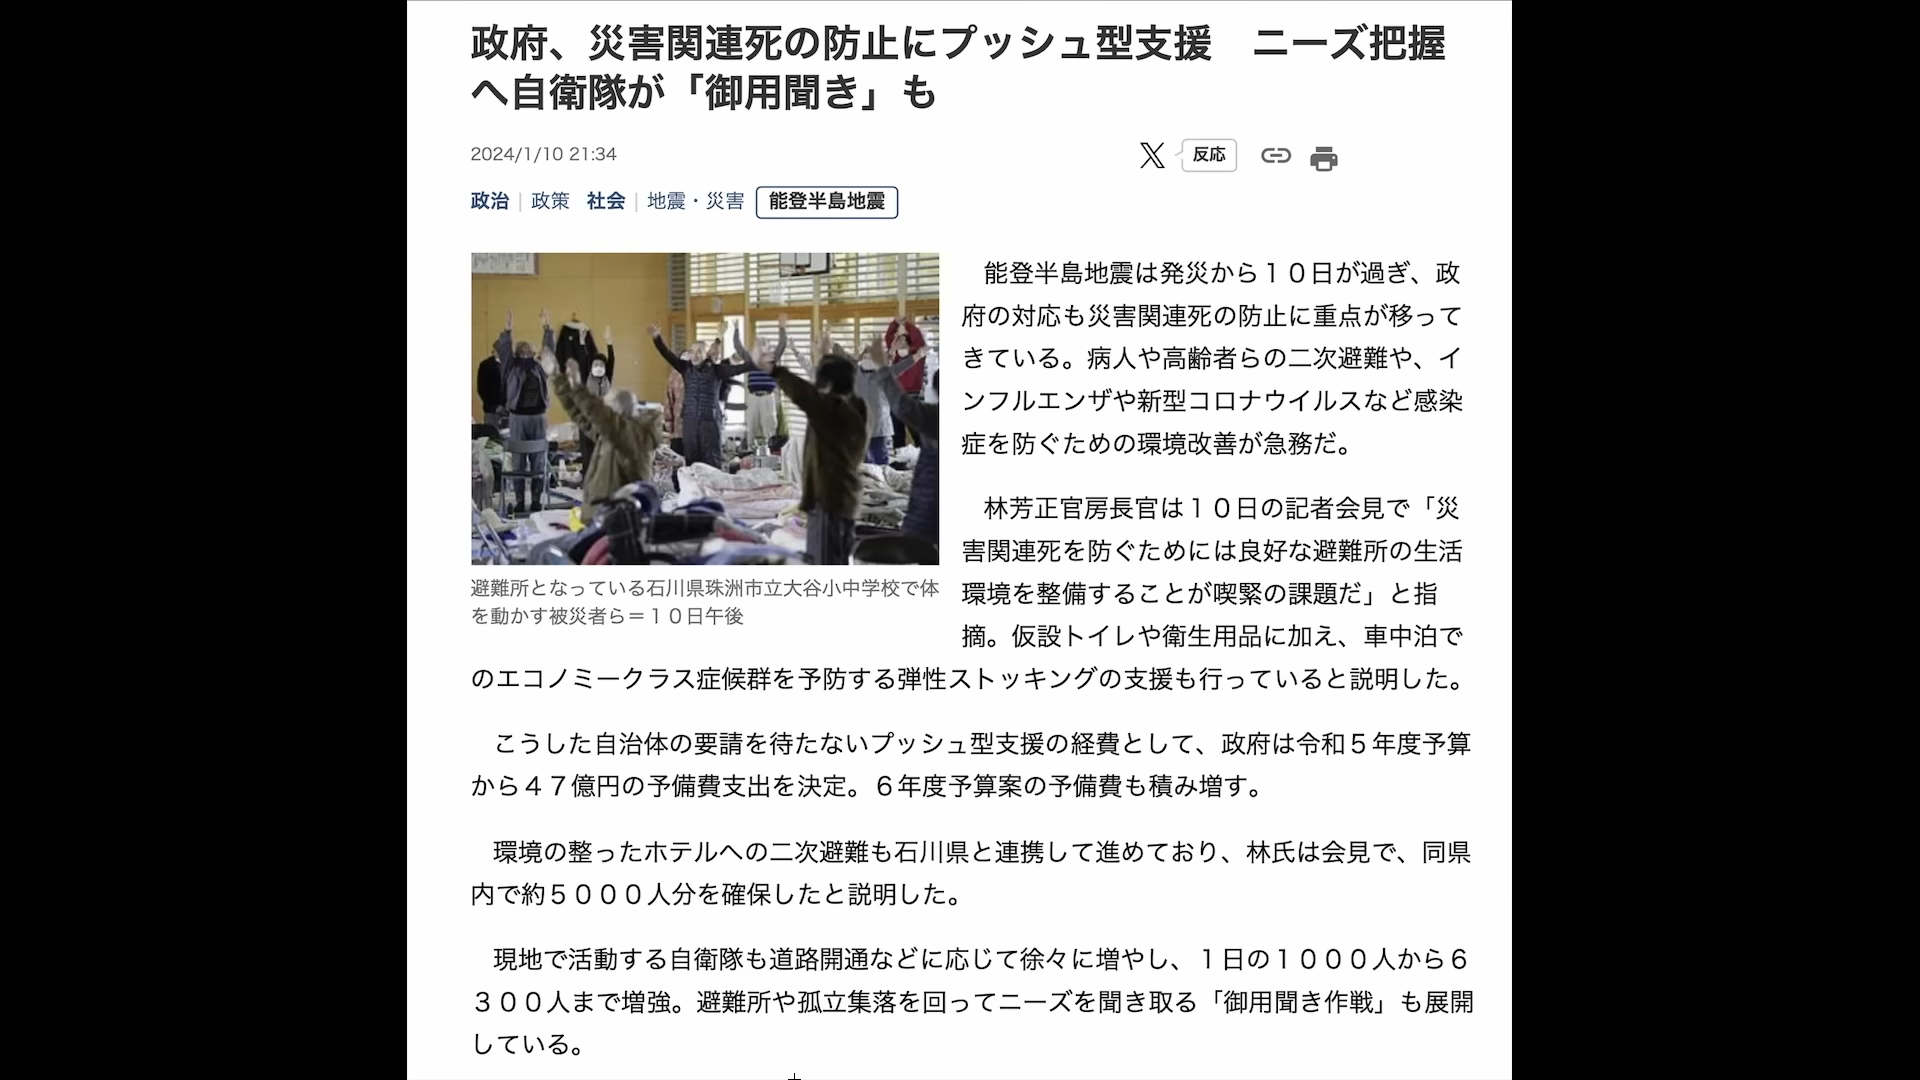 政府、災害関連死の防止にプッシュ型支援　ニーズ把握
へ自衛隊が「御用聞き」も
2024/1/10 21:34
反応
政治 | 政策 社会 | 地震・災害 能登半島地震
能登半島地震は発災から１０日が過ぎ、政
府の対応も災害関連死の防止に重点が移って
きている。病人や高齢者らの二次避難や、イ
ンフルエンザや新型コロナウイルスなど感染
症を防ぐための環境改善が急務だ。
林芳正官房長官は１０日の記者会見で「災
害関連死を防ぐためには良好な避難所の生活
環境を整備することが喫緊の課題だ」と指
摘。仮設トイレや衛生用品に加え、車中泊で
のエコノミークラス症候群を予防する弾性ストッキングの支援も行っていると説明した。
避難所となっている石川県珠洲市立大谷小中学校で体
を動かす被災者ら＝１０日午後
こうした自治体の要請を待たないプッシュ型支援の経費として、政府は令和５年度予算
から４７億円の予備費支出を決定。６年度予算案の予備費も積み増す。
環境の整ったホテルへの二次避難も石川県と連携して進めており、林氏は会見で、同県
内で約５０００人分を確保したと説明した。
現地で活動する自衛隊も道路開通などに応じて徐々に増やし、１日の１０００人から６
３００人まで増強。避難所や孤立集落を回ってニーズを聞き取る「御用聞き作戦」も展開
している。